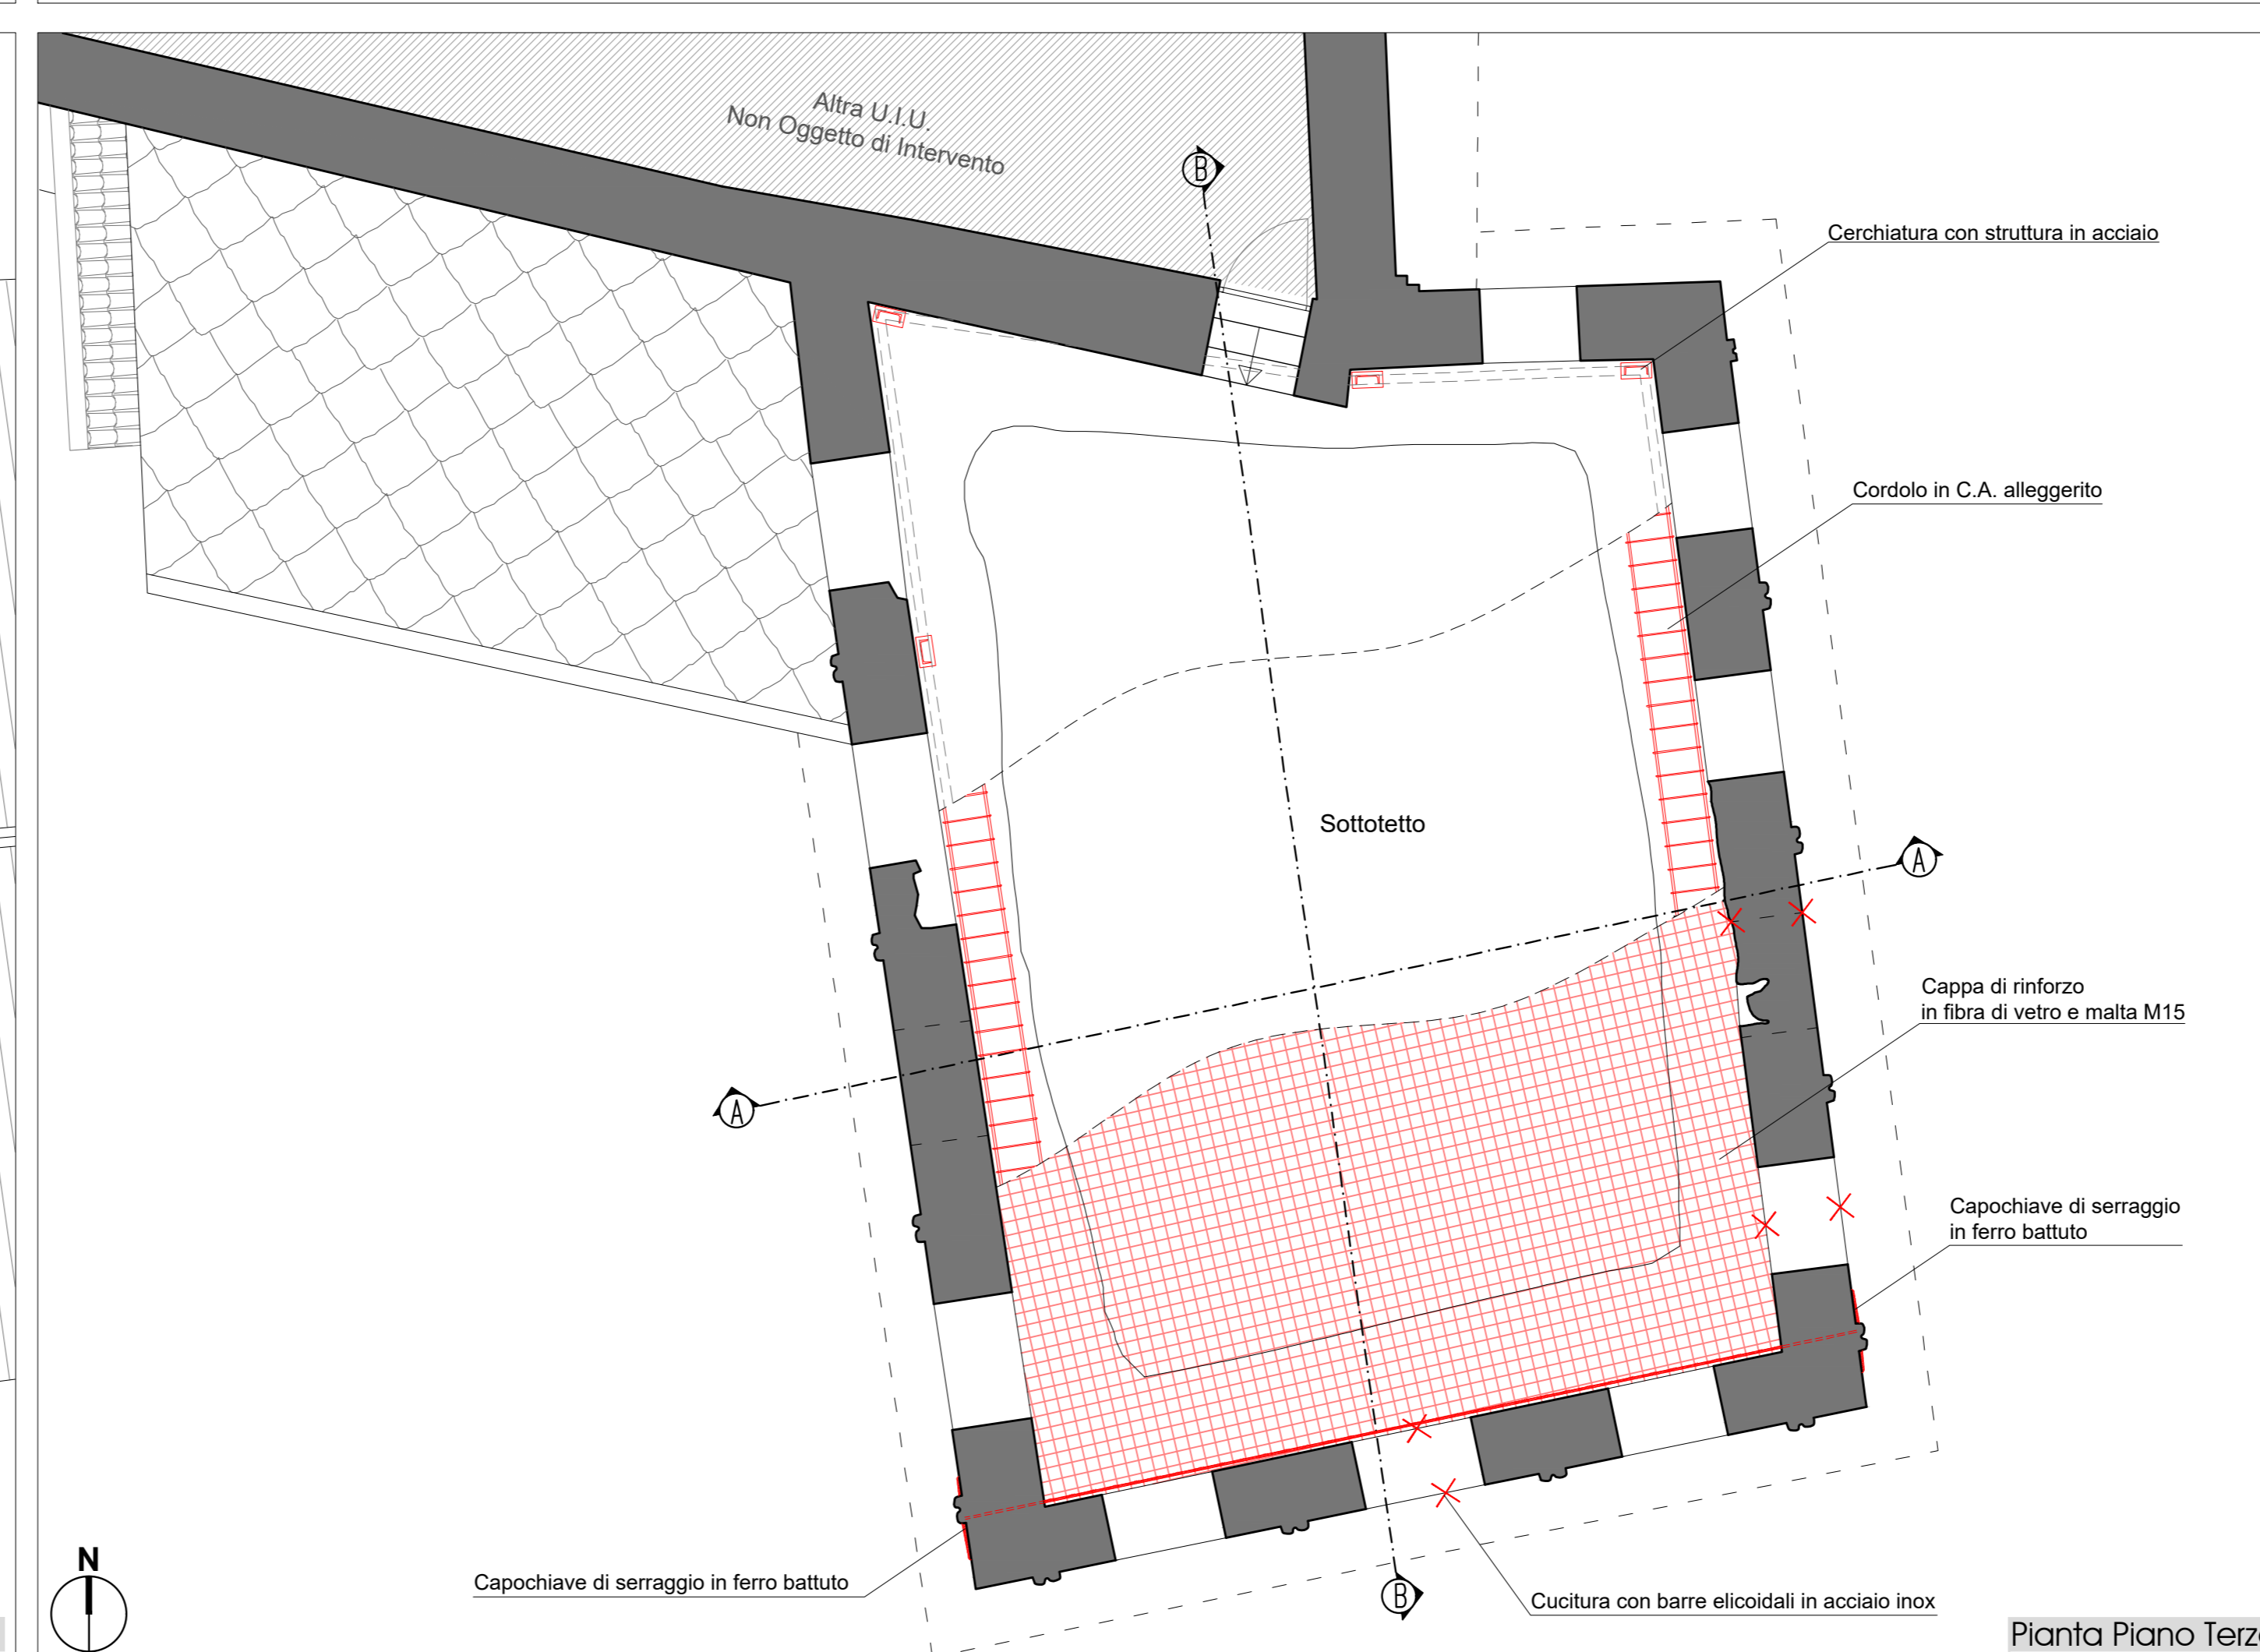 Altra U.I.U.
Non Oggetto di Intervento
B
Cerchiatura con struttura in acciaio
Cordolo in C.A. alleggerito
Sottotetto
A
Cappa di rinforzo
in fibra di vetro e malta M15
A
Capochiave di serraggio
in ferro battuto
N
Capochiave di serraggio in ferro battuto
B
Cucitura con barre elicoidali in acciaio inox
Pianta Piano